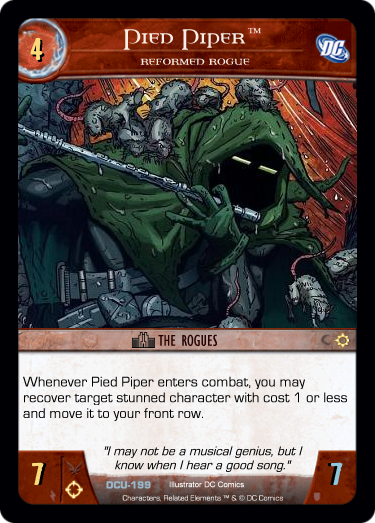 4
PIED PIPER™
REFORMED ROGUE
DC
THE ROGUES
Whenever Pied Piper enters combat, you may
recover target stunned character with cost 1 or less
and move it to your front row.
"I may not be a musical genius, but I
know when I hear a good song."
7
7
DCU-199 Illustrator DC Comics
Characters, Related Elements ™ & © DC Comics